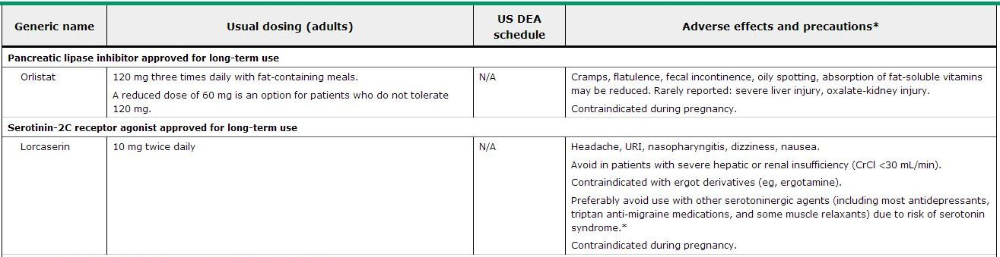 Generic name
Usual dosing (adults)
US DEA
schedule
Adverse effects and precautions*
Pancreatic lipase inhibitor approved for long-term use
Orlistat
120 mg three times daily with fat-containing meals.
A reduced dose of 60 mg is an option for patients who do not tolerate
120 mg.
N/A
Cramps, flatulence, fecal incontinence, oily spotting, absorption of fat-soluble vitamins
may be reduced. Rarely reported: severe liver injury, oxalate-kidney injury.
Contraindicated during pregnancy.
Serotinin-2C receptor agonist approved for long-term use
Lorcaserin
10 mg twice daily
N/A
Headache, URI, nasopharyngitis, dizziness, nausea.
Avoid in patients with severe hepatic or renal insufficiency (CrCl <30 mL/min).
Contraindicated with ergot derivatives (eg, ergotamine).
Preferably avoid use with other serotoninergic agents (including most antidepressants,
triptan anti-migraine medications, and some muscle relaxants) due to risk of serotonin
syndrome.*
Contraindicated during pregnancy.